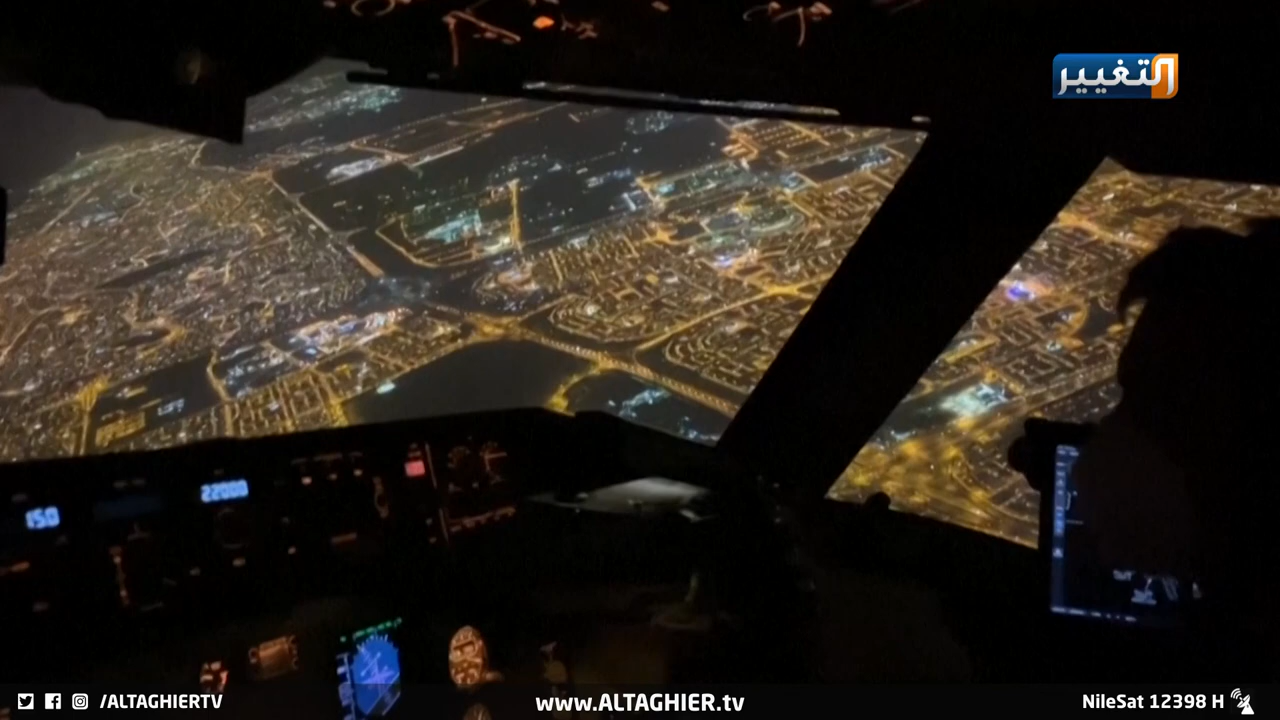 التغيير
150
22000
/ALTAGHIERTV
www.ALTAGHIER.tv
NileSat 12398 H